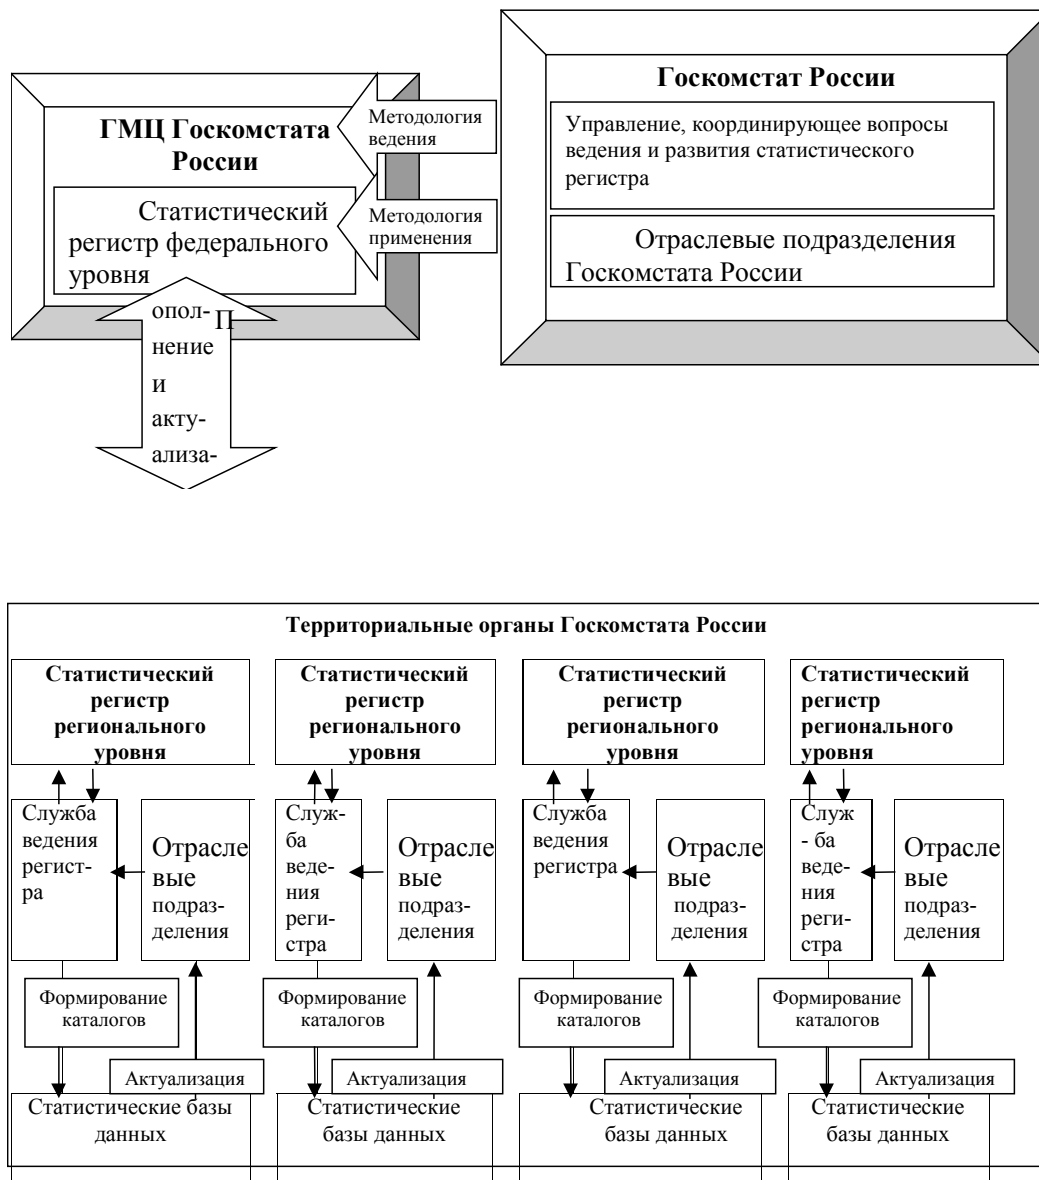 Госкомстат России
Управление, координирующее вопросы
ведения и развития статистического
регистра
Отраслевые подразделения
Госкомстата России
Методология
ведения
Методология
применения
ГМЦ Госкомстата
России
Статистический
регистр федерального
уровня
П
опол-
нение
и
акту-
ализа-
Территориальные органы Госкомстата России
Статистический
регистр
регионального
уровня
Служба
ведения
регист-
ра
Отрасле
вые
подраз-
деления
Формирование
каталогов
Актуализация
Статистические базы
данных
Статистический
регистр
регионального
уровня
Служ-
ба
веде-
ния
реги-
стра
Отрасле
вые
подраз-
деления
Формирование
каталогов
Актуализация
Статистические
базы данных
Статистический
регистр
регионального
уровня
Служба
ведения
регистра
Отрасле
вые
подраз-
деления
Формирование
каталогов
Актуализация
Статистические
базы данных
Статистический
регистр
регионального
уровня
Служ
- ба
веде-
ния
реги-
стра
Отрасле
вые
подраз-
деления
Формирование
каталогов
Актуализация
Статистические
базы данных